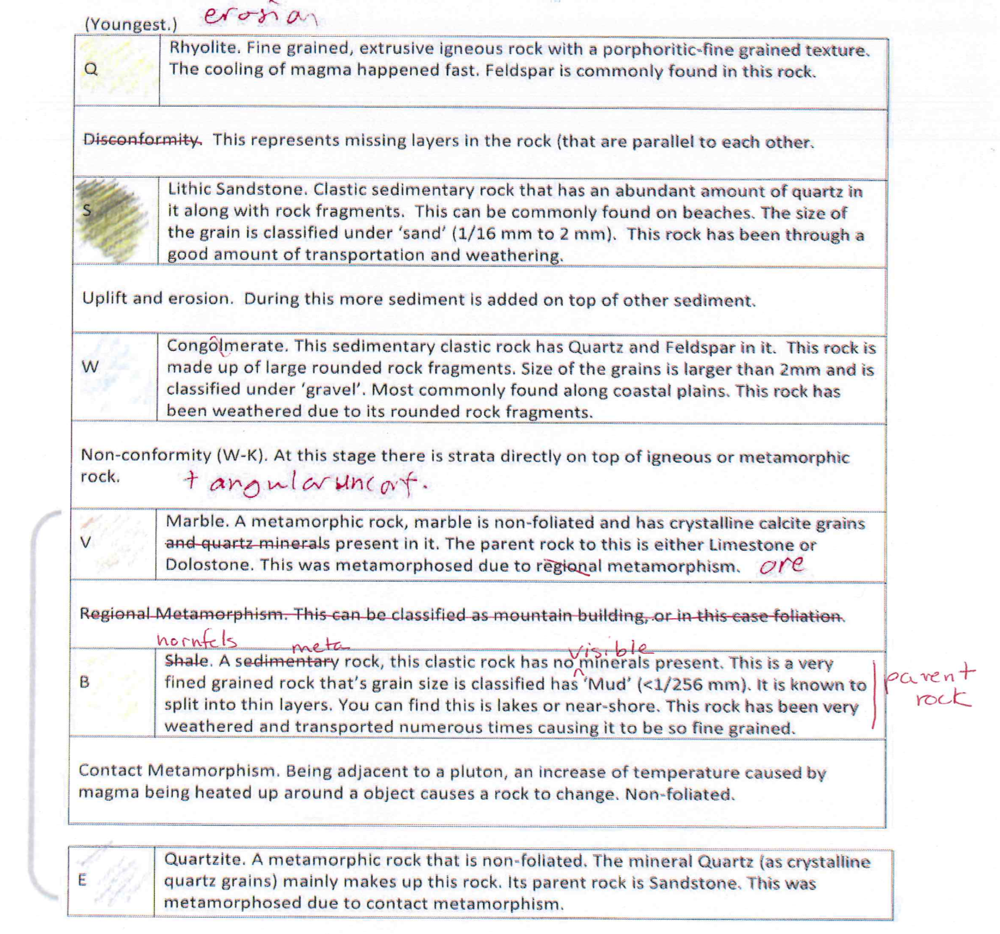 (Youngest.) erosion
Q
Rhyolite. Fine grained, extrusive igneous rock with a porphoritic-fine grained texture.
The cooling of magma happened fast. Feldspar is commonly found in this rock.
Disconformity. This represents missing layers in the rock (that are parallel to each other.
S
Lithic Sandstone. Clastic sedimentary rock that has an abundant amount of quartz in
it along with rock fragments. This can be commonly found on beaches. The size of
the grain is classified under ‘sand’ (1/16 mm to 2 mm). This rock has been through a
good amount of transportation and weathering.
Uplift and erosion. During this more sediment is added on top of other sediment.
W
Congolmerate. This sedimentary clastic rock has Quartz and Feldspar in it. This rock is
made up of large rounded rock fragments. Size of the grains is larger than 2mm and is
classified under ‘gravel’. Most commonly found along coastal plains. This rock has
been weathered due to its rounded rock fragments.
Non-conformity (W-K). At this stage there is strata directly on top of igneous or metamorphic
rock. + angular unconf.
V
Marble. A metamorphic rock, marble is non-foliated and has crystalline calcite grains
and quartz minerals present in it. The parent rock to this is either Limestone or
Dolostone. This was metamorphosed due to regional metamorphism. ore
Regional Metamorphism. This can be classified as mountain building, or in this case foliation.
hornfels meta visible
B
Shale. A sedimentary rock, this clastic rock has no minerals present. This is a very
fined grained rock that’s grain size is classified has ‘Mud’ (<1/256 mm). It is known to
split into thin layers. You can find this is lakes or near-shore. This rock has been very
weathered and transported numerous times causing it to be so fine grained.
parent
rock
Contact Metamorphism. Being adjacent to a pluton, an increase of temperature caused by
magma being heated up around a object causes a rock to change. Non-foliated.
E
Quartzite. A metamorphic rock that is non-foliated. The mineral Quartz (as crystalline
quartz grains) mainly makes up this rock. Its parent rock is Sandstone. This was
metamorphosed due to contact metamorphism.